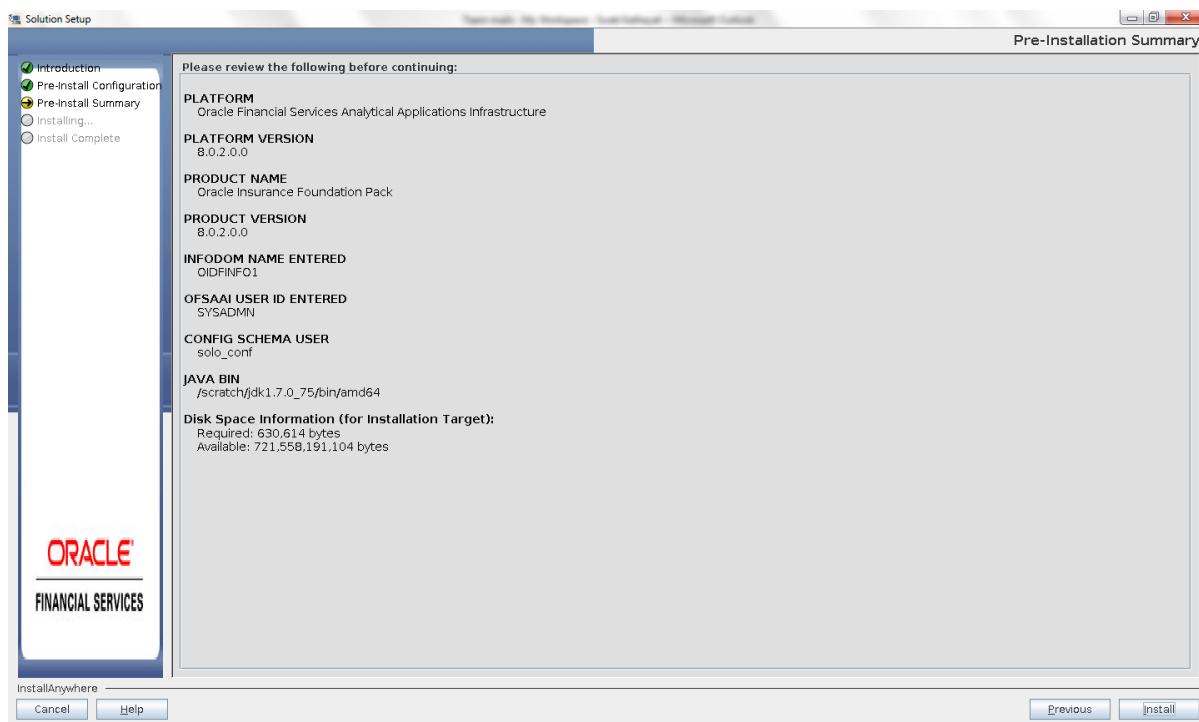 Solution Setup
Pre-Installation Summary
Introduction
Pre-Install Configuration
Pre-Install Summary
Installing...
Install Complete
Please review the following before continuing:
PLATFORM
Oracle Financial Services Analytical Applications Infrastructure
PLATFORM VERSION
8.0.2.0.0
PRODUCT NAME
Oracle Insurance Foundation Pack
PRODUCT VERSION
8.0.2.0.0
INFODOM NAME ENTERED
OIDFINFO1
OFSAAI USER ID ENTERED
SYSADMN
CONFIG SCHEMA USER
solo_conf
JAVA BIN
/scratch/jdk1.7.0_75/bin/amd64
Disk Space Information (for Installation Target):
Required: 630,614 bytes
Available: 721,558,191,104 bytes
ORACLE
FINANCIAL SERVICES
InstallAnywhere
Cancel
Help
Previous
Install